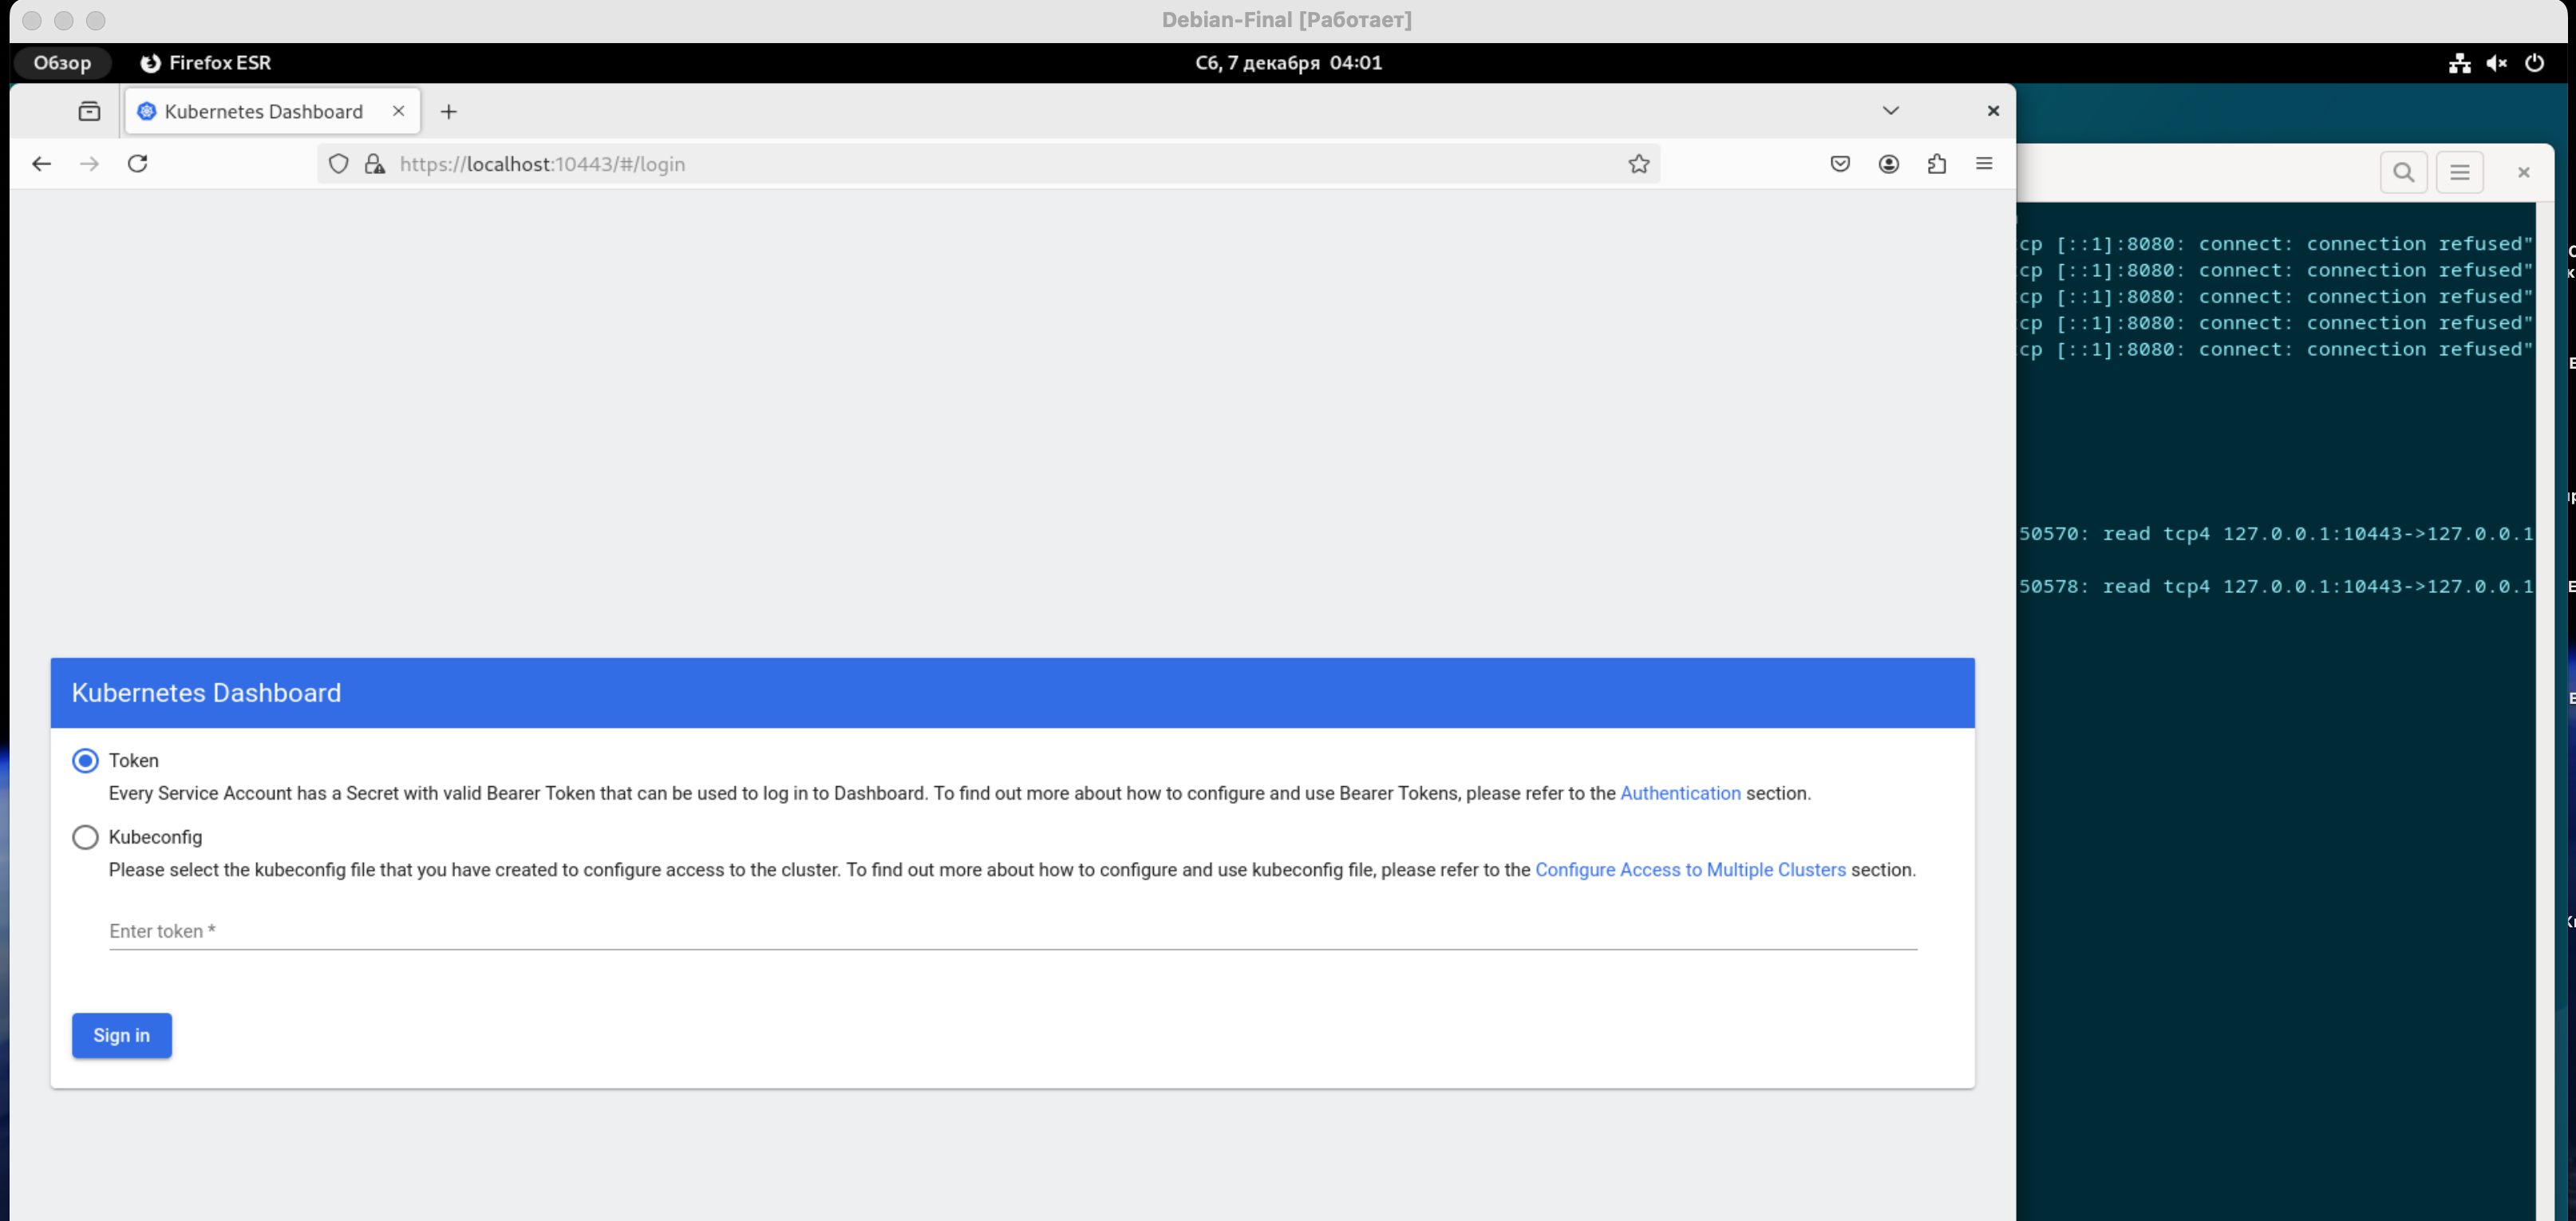 Debian-Final [Работает]
Обзор Firefox ESR Сб, 7 декабря 04:01
Kubernetes Dashboard
https://localhost:10443/#/login
cp [::1]:8080: connect: connection refused"
cp [::1]:8080: connect: connection refused"
cp [::1]:8080: connect: connection refused"
cp [::1]:8080: connect: connection refused"
cp [::1]:8080: connect: connection refused"
50570: read tcp4 127.0.0.1:10443->127.0.0.1
50578: read tcp4 127.0.0.1:10443->127.0.0.1
Kubernetes Dashboard
Token
Every Service Account has a Secret with valid Bearer Token that can be used to log in to Dashboard. To find out more about how to configure and use Bearer Tokens, please refer to the Authentication section.
Kubeconfig
Please select the kubeconfig file that you have created to configure access to the cluster. To find out more about how to configure and use kubeconfig file, please refer to the Configure Access to Multiple Clusters section.
Enter token *
Sign in